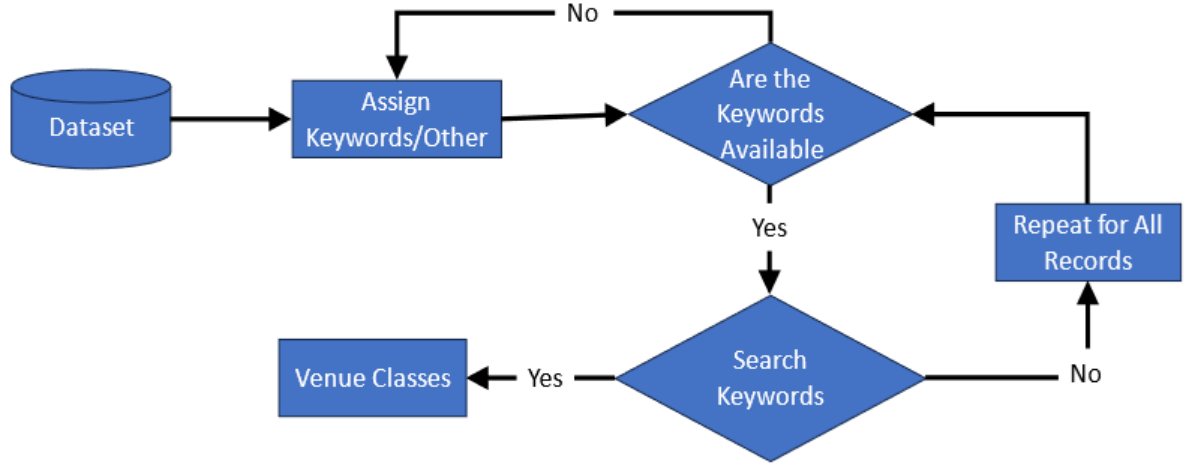 No
Dataset
Assign
Keywords/Other
Are the
Keywords
Available
Yes
Repeat for All
Records
Search
Keywords
Venue Classes
Yes
No